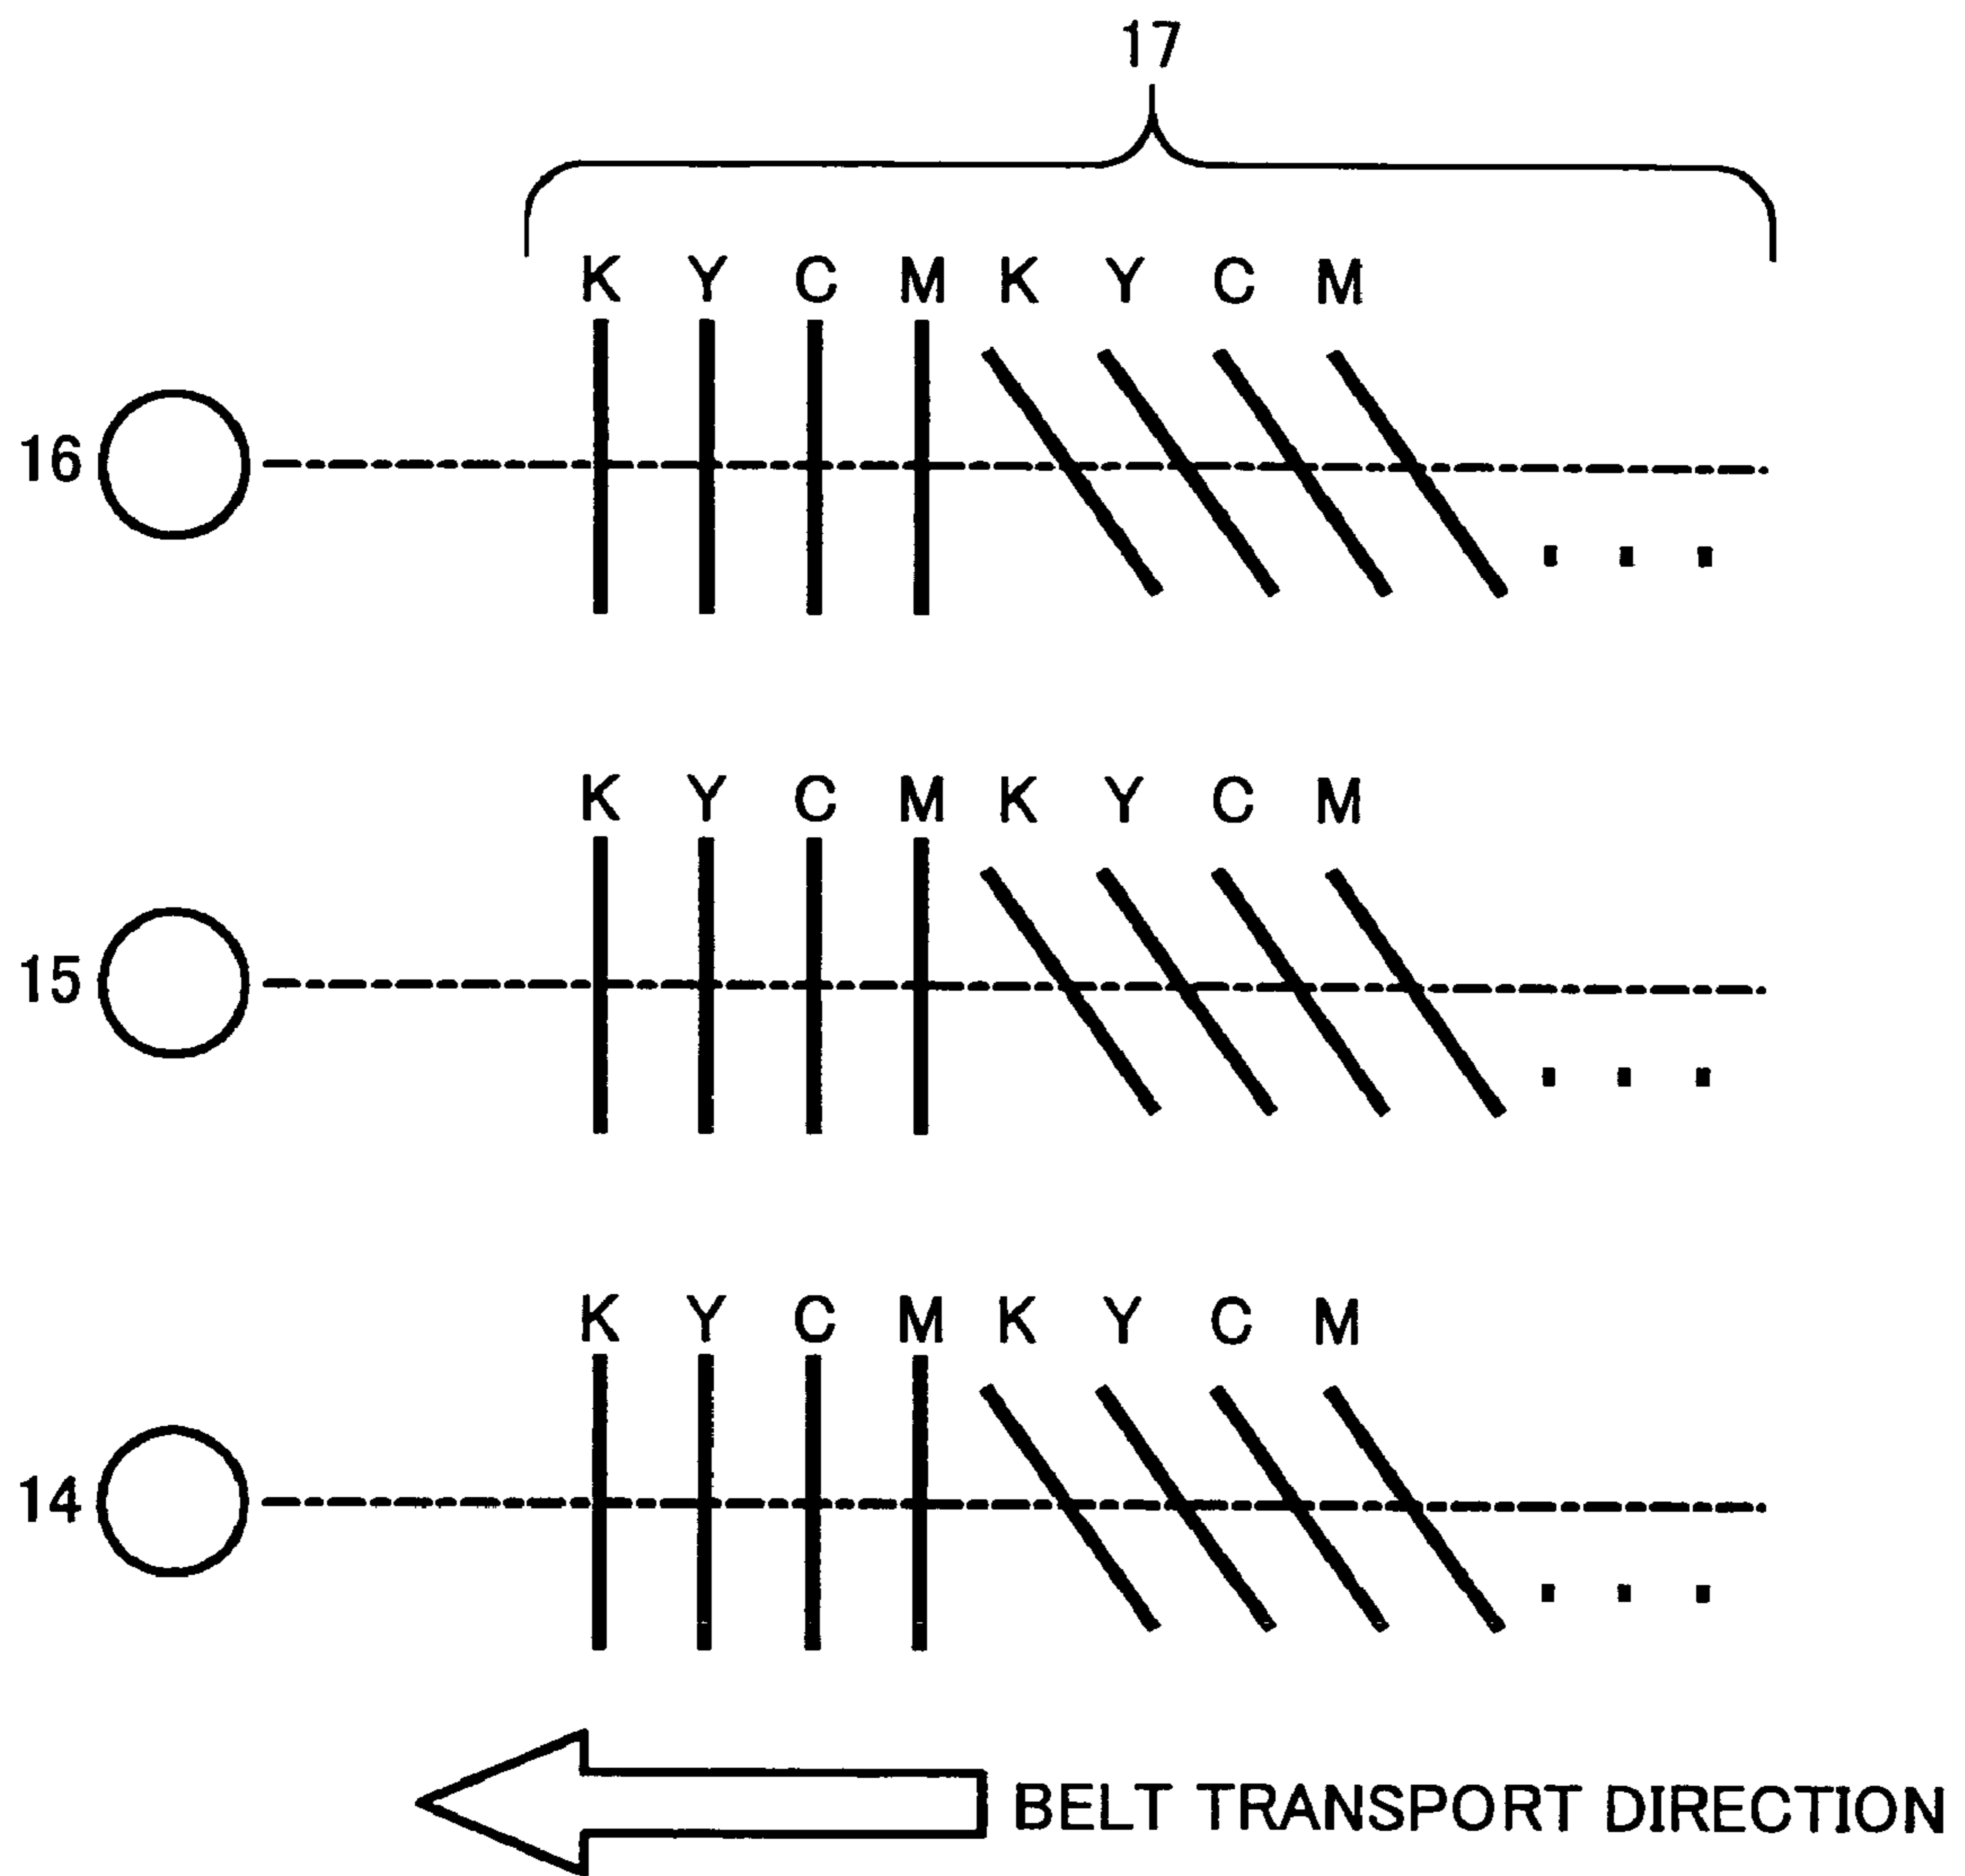 17
K Y C M K Y C M
16
K Y C M K Y C M
15
K Y C M K Y C M
14
BELT TRANSPORT DIRECTION